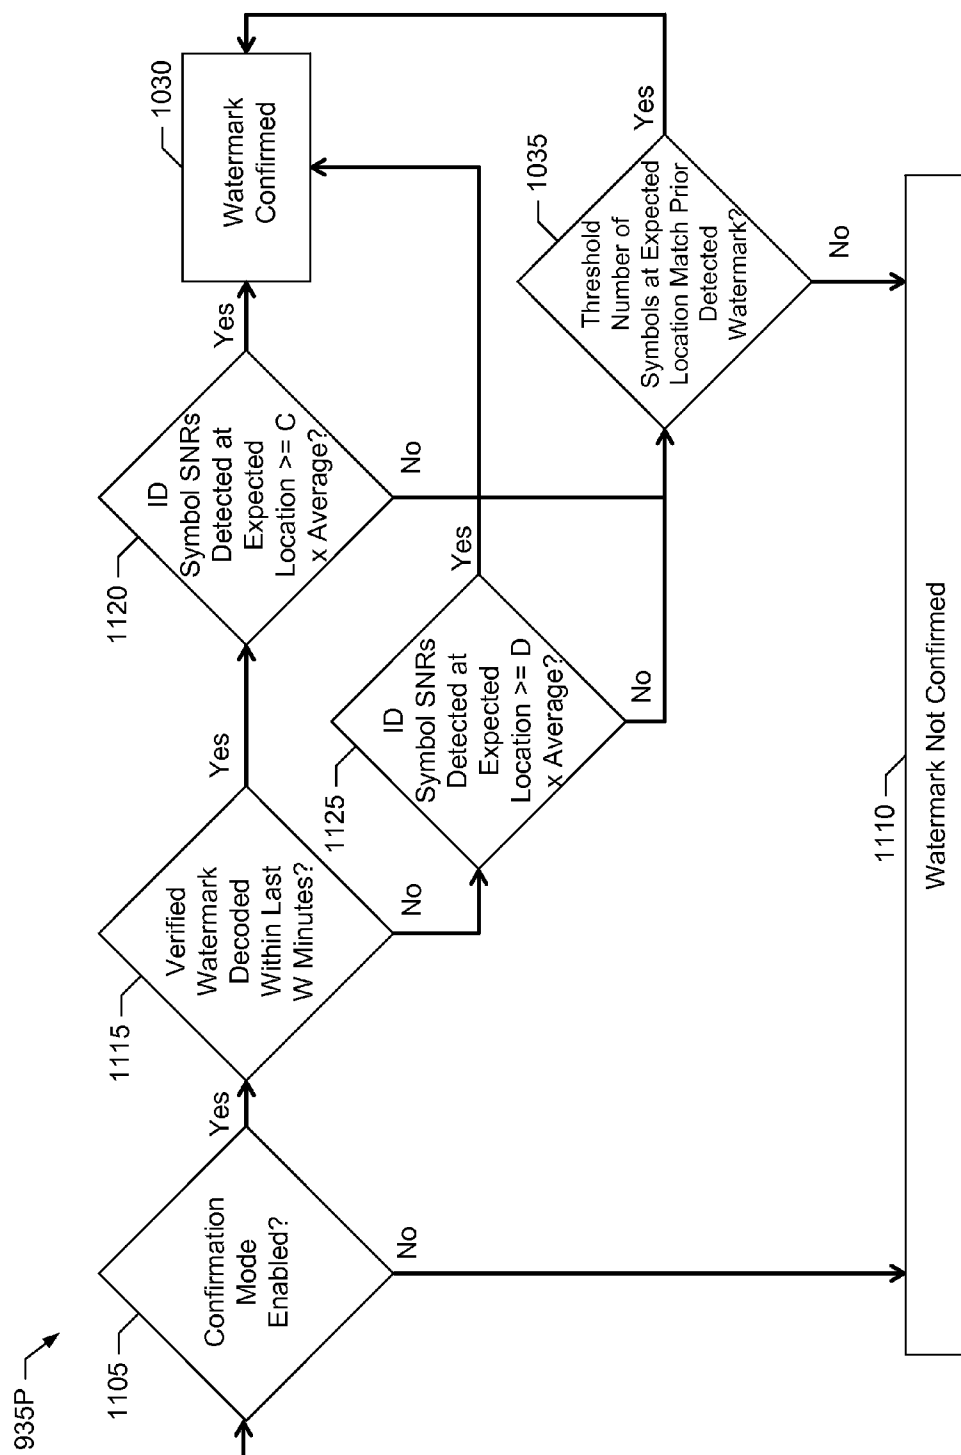 935P
1105
Confirmation
Mode
Enabled?
Yes
No
1115
Verified
Watermark
Decoded
Within Last
W Minutes?
Yes
No
1120
ID
Symbol SNRs
Detected at
Expected
Location >= C
x Average?
Yes
No
1125
ID
Symbol SNRs
Detected at
Expected
Location >= D
x Average?
Yes
No
1030
Watermark
Confirmed
1035
Threshold
Number of
Symbols at Expected
Location Match Prior
Detected
Watermark?
Yes
No
1110
Watermark Not Confirmed